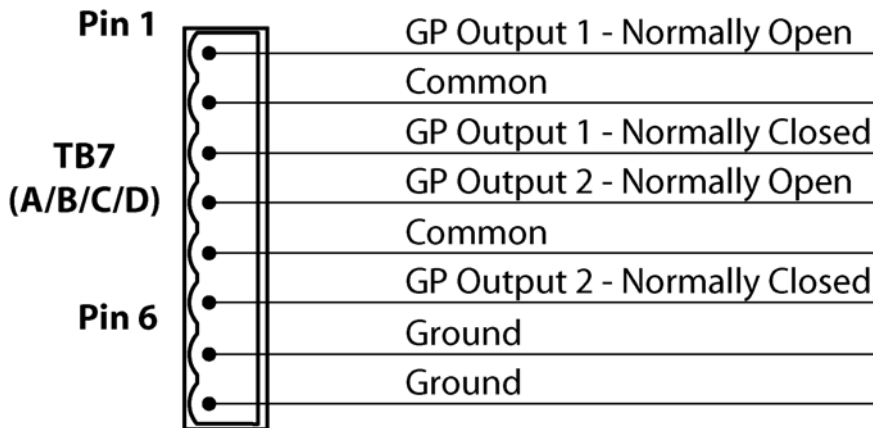 Pin 1
GP Output 1 - Normally Open
Common
GP Output 1 - Normally Closed
TB7
(A/B/C/D)
GP Output 2 - Normally Open
Common
GP Output 2 - Normally Closed
Pin 6
Ground
Ground